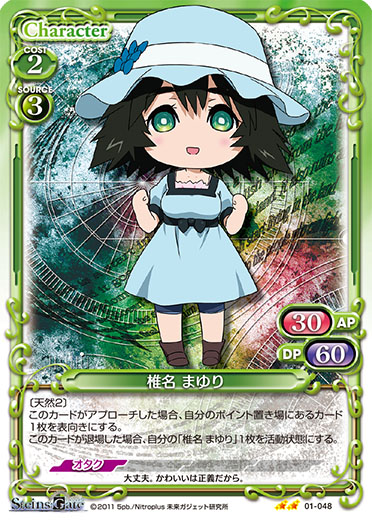 Character
COST
2
SOURCE
3
30 AP
DP 60
椎名 まゆり
[天然2]
このカードがアプローチした場合、自分のポイント置き場にあるカード
1枚を表向きにする。
このカードが退場した場合、自分の「椎名 まゆり」1枚を活動状態にする。
オタク
大丈夫。かわいいは正義だから。
Steins;Gate
©2011 5pb./Nitroplus 未来ガジェット研究所
01-048